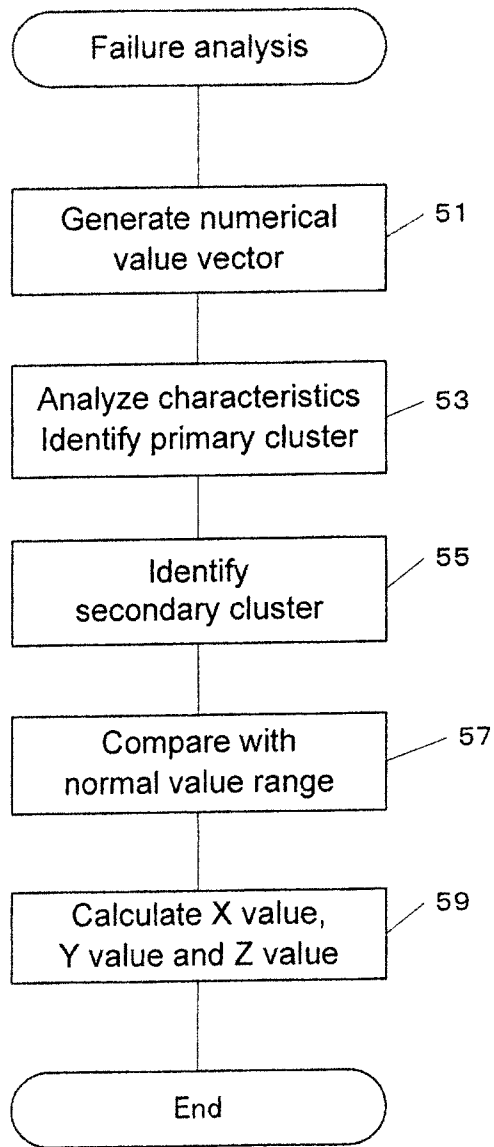 Failure analysis
Generate numerical
value vector
51
Analyze characteristics
Identify primary cluster
53
Identify
secondary cluster
55
Compare with
normal value range
57
Calculate X value,
Y value and Z value
59
End